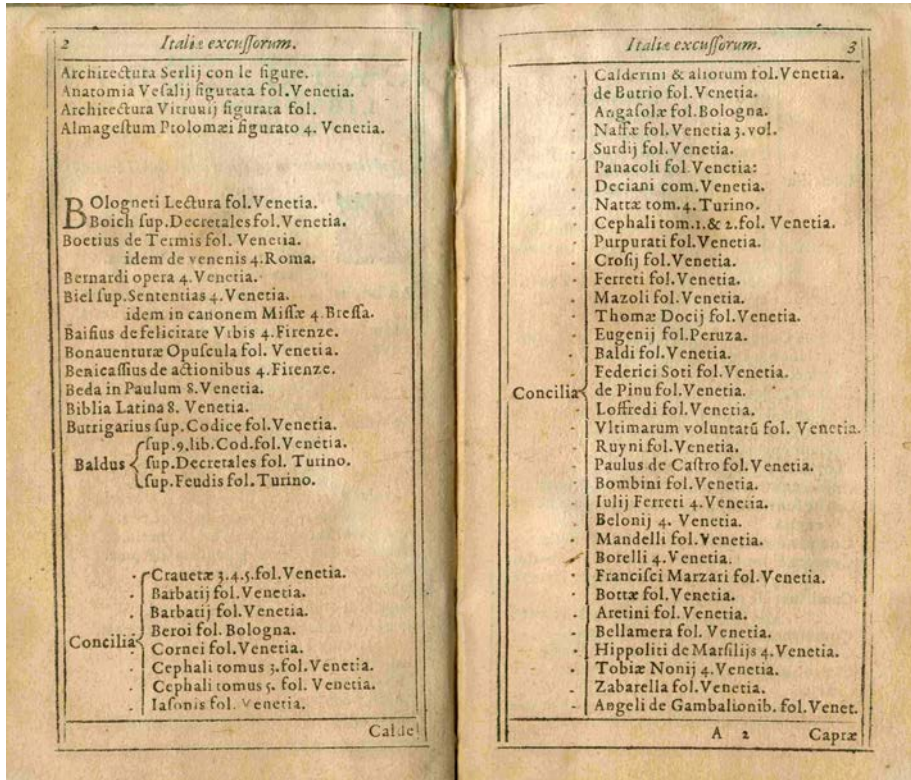 2 Italiæ excuſſorum.
Architectura Serlij con le figure.
Anatomia Veſalij figurata fol. Venetia.
Architectura Vitruuij figurata fol.
Almageſtum Ptolomæi figurato 4. Venetia.
BOlogneti Lectura fol. Venetia.
Boich ſup. Decretales fol. Venetia.
Boetius de Termis fol. Venetia.
idem de venenis 4. Roma.
Bernardi opera 4. Venetia.
Biel ſup. Sententias 4. Venetia.
idem in canonem Miſſæ 4. Breſſa.
Baiſius de felicitate Vrbis 4. Firenze.
Bonauenturæ Opuſcula fol. Venetia.
Benicaſſius de actionibus 4. Firenze.
Beda in Paulum 8. Venetia.
Biblia Latina 8. Venetia.
Butrigarius ſup. Codice fol. Venetia.
ſup. 9. lib. Cod. fol. Venetia.
Baldus ſup. Decretales fol. Turino.
ſup. Feudis fol. Turino.
Crauetæ 3. 4. 5. fol. Venetia.
Barbatij fol. Venetia.
Barbatij fol. Venetia.
Beroi fol. Bologna.
Concilia
Cornei fol. Venetia.
Cephali tomus 3. fol. Venetia.
Cephali tomus 5. fol. Venetia.
Iaſonis fol. Venetia.
Calde
Italiæ excuſſorum. 3
Calderini & aliorum fol. Venetia.
de Butrio fol. Venetia.
Angaſolæ fol. Bologna.
Naſſæ fol. Venetia 3. vol.
Surdij fol. Venetia.
Panacoli fol. Venetia:
Deciani com. Venetia.
Nattæ tom. 4. Turino.
Cephali tom. 1. & 2. fol. Venetia.
Purpurati fol. Venetia.
Croſij fol. Venetia.
Ferreti fol. Venetia.
Mazoli fol. Venetia.
Thomæ Docij fol. Venetia.
Eugenij fol. Peruza.
Baldi fol. Venetia.
Federici Soti fol. Venetia.
Concilia de Pinu fol. Venetia.
Loffredi fol. Venetia.
Vltimarum voluntatū fol. Venetia.
Ruyni fol. Venetia.
Paulus de Caſtro fol. Venetia.
Bombini fol. Venetia.
Iulij Ferreti 4. Venetia.
Belonij 4. Venetia.
Mandelli fol. Venetia.
Borelli 4. Venetia.
Franciſci Marzari fol. Venetia.
Bottæ fol. Venetia.
Aretini fol. Venetia.
Bellamera fol. Venetia.
Hippoliti de Marſilijs 4. Venetia.
Tobiæ Nonij 4. Venetia.
Zabarella fol. Venetia.
Angeli de Gambalionib. fol. Venet.
A 2 Capræ